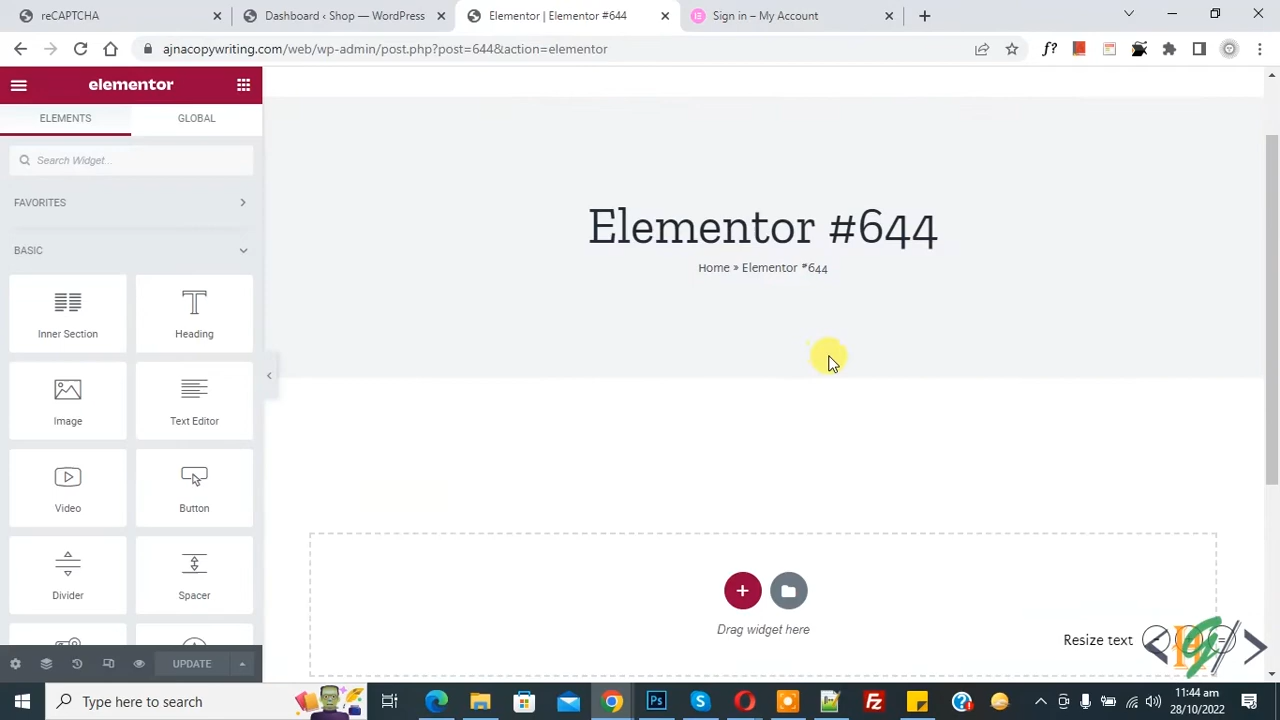 reCAPTCHA
Dashboard ‹ Shop — WordPress
Elementor | Elementor #644
Sign in – My Account
ajnacopywriting.com/web/wp-admin/post.php?post=644&action=elementor
f?
elementor
ELEMENTS
GLOBAL
Search Widget...
FAVORITES
BASIC
Inner Section
Heading
Image
Text Editor
Video
Button
Divider
Spacer
UPDATE
Elementor #644
Home » Elementor #644
Drag widget here
Resize text
Type here to search
Ps
11:44 am
28/10/2022